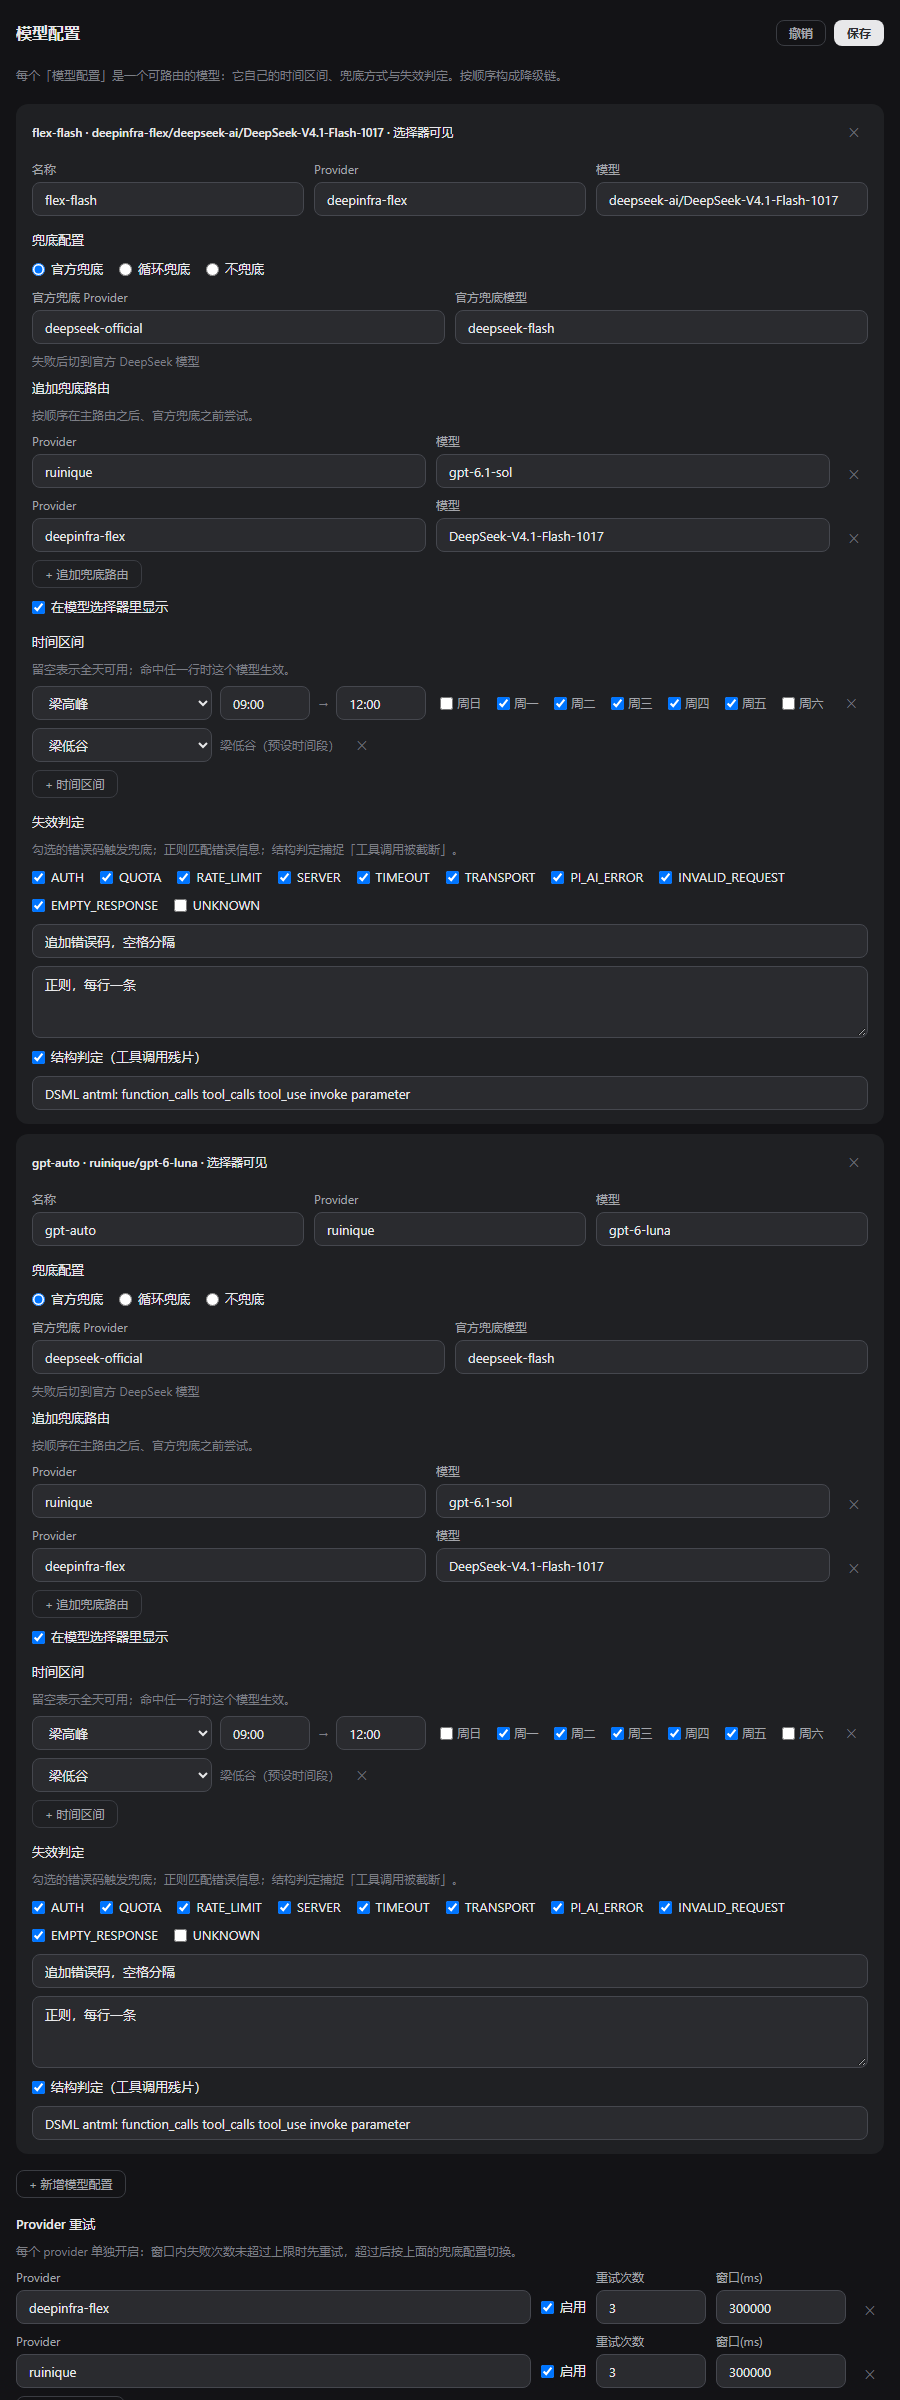 模型配置
撤销
保存
每个「模型配置」是一个可路由的模型：它自己的时间区间、兜底方式与失效判定。按顺序构成降级链。
flex-flash · deepinfra-flex/deepseek-ai/DeepSeek-V4.1-Flash-1017 · 选择器可见
×
名称 Provider 模型
flex-flash deepinfra-flex deepseek-ai/DeepSeek-V4.1-Flash-1017
兜底配置
官方兜底 循环兜底 不兜底
官方兜底 Provider 官方兜底模型
deepseek-official deepseek-flash
失败后切到官方 DeepSeek 模型
追加兜底路由
按顺序在主路由之后、官方兜底之前尝试。
Provider 模型
ruinique gpt-6.1-sol ×
Provider 模型
deepinfra-flex DeepSeek-V4.1-Flash-1017 ×
+ 追加兜底路由
在模型选择器里显示
时间区间
留空表示全天可用；命中任一行时这个模型生效。
梁高峰 09:00 → 12:00 周日 周一 周二 周三 周四 周五 周六 ×
梁低谷 梁低谷（预设时间段） ×
+ 时间区间
失效判定
勾选的错误码触发兜底；正则匹配错误信息；结构判定捕捉「工具调用被截断」。
AUTH QUOTA RATE_LIMIT SERVER TIMEOUT TRANSPORT PI_AI_ERROR INVALID_REQUEST
EMPTY_RESPONSE UNKNOWN
追加错误码，空格分隔
正则，每行一条
结构判定（工具调用残片）
DSML antml: function_calls tool_calls tool_use invoke parameter
gpt-auto · ruinique/gpt-6-luna · 选择器可见
×
名称 Provider 模型
gpt-auto ruinique gpt-6-luna
兜底配置
官方兜底 循环兜底 不兜底
官方兜底 Provider 官方兜底模型
deepseek-official deepseek-flash
失败后切到官方 DeepSeek 模型
追加兜底路由
按顺序在主路由之后、官方兜底之前尝试。
Provider 模型
ruinique gpt-6.1-sol ×
Provider 模型
deepinfra-flex DeepSeek-V4.1-Flash-1017 ×
+ 追加兜底路由
在模型选择器里显示
时间区间
留空表示全天可用；命中任一行时这个模型生效。
梁高峰 09:00 → 12:00 周日 周一 周二 周三 周四 周五 周六 ×
梁低谷 梁低谷（预设时间段） ×
+ 时间区间
失效判定
勾选的错误码触发兜底；正则匹配错误信息；结构判定捕捉「工具调用被截断」。
AUTH QUOTA RATE_LIMIT SERVER TIMEOUT TRANSPORT PI_AI_ERROR INVALID_REQUEST
EMPTY_RESPONSE UNKNOWN
追加错误码，空格分隔
正则，每行一条
结构判定（工具调用残片）
DSML antml: function_calls tool_calls tool_use invoke parameter
+ 新增模型配置
Provider 重试
每个 provider 单独开启：窗口内失败次数未超过上限时先重试，超过后按上面的兜底配置切换。
Provider 重试次数 窗口(ms)
deepinfra-flex 启用 3 300000 ×
Provider 重试次数 窗口(ms)
ruinique 启用 3 300000 ×